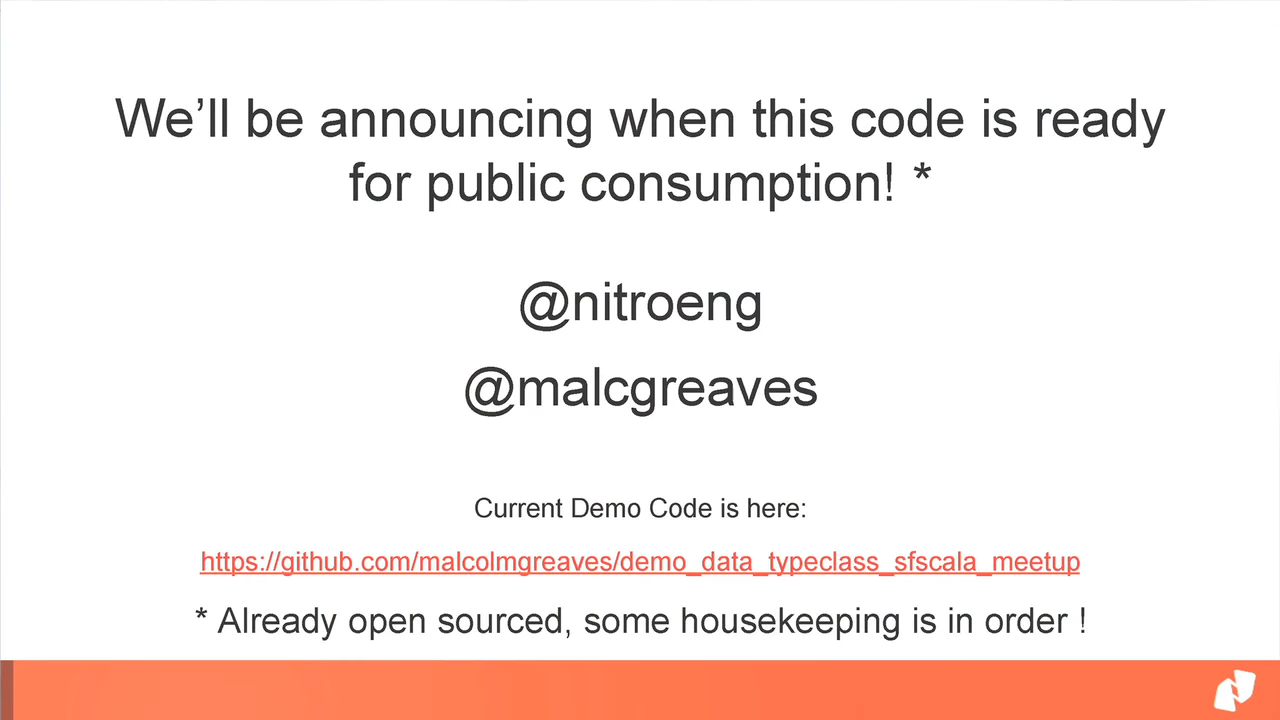 We’ll be announcing when this code is ready
for public consumption! *
@nitroeng
@malcgreaves
Current Demo Code is here:
https://github.com/malcolmgreaves/demo_data_typeclass_sfscala_meetup
* Already open sourced, some housekeeping is in order !